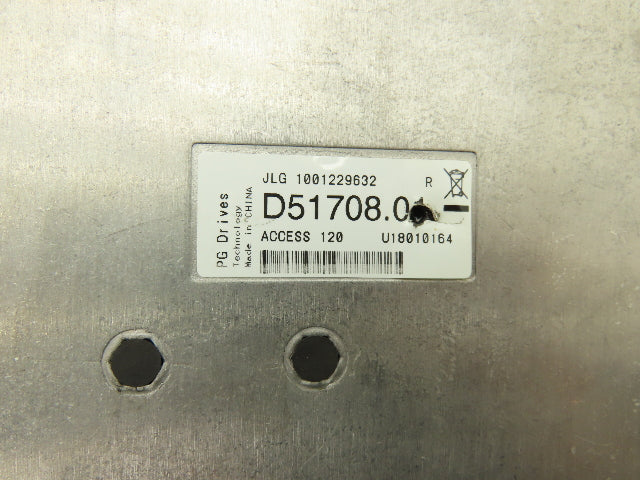 JLG 1001229632
R
D51708.0
ACCESS 120
U18010164
PG Drives
Technology
Made in CHINA